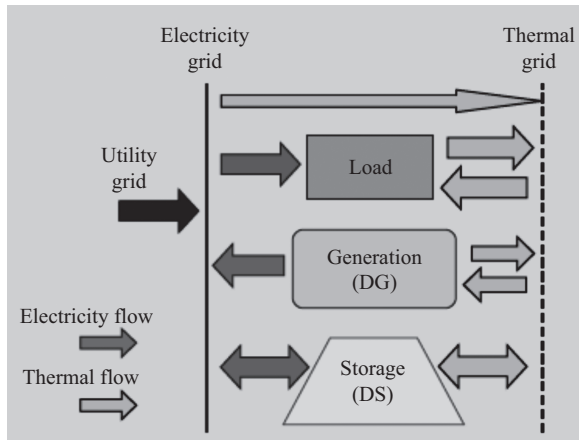 Electricity
grid
Thermal
grid
Utility
grid
Load
Generation
(DG)
Electricity flow
Thermal flow
Storage
(DS)